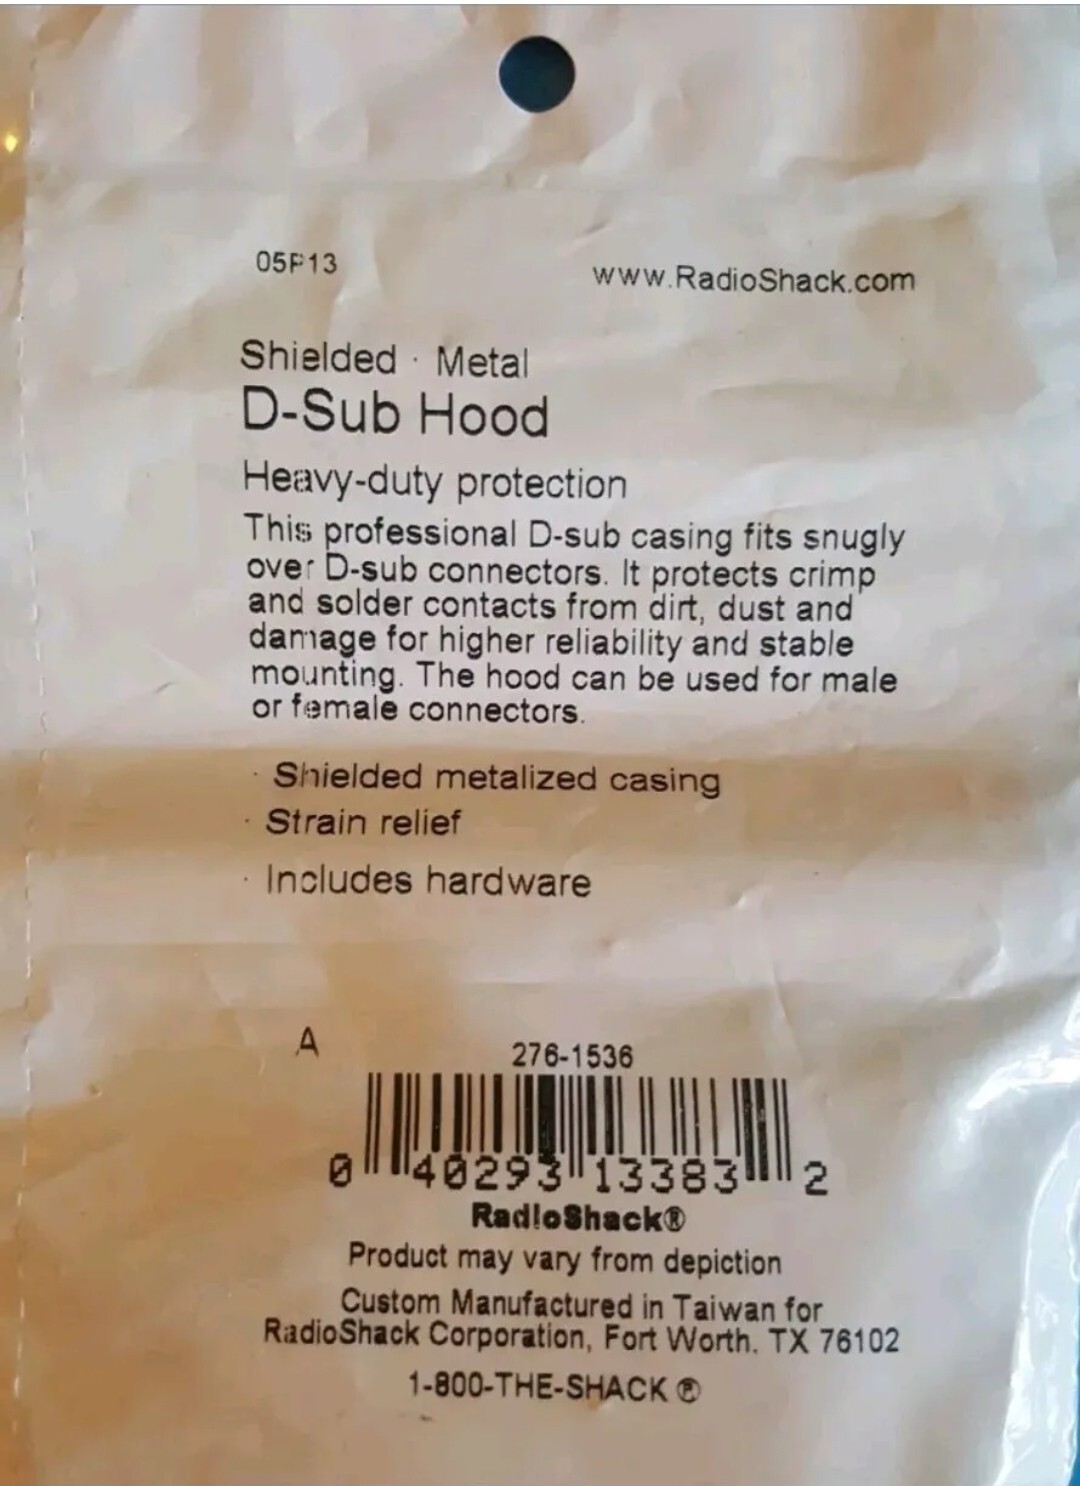 05P13
www.RadioShack.com
Shielded · Metal
D-Sub Hood
Heavy-duty protection
This professional D-sub casing fits snugly
over D-sub connectors. It protects crimp
and solder contacts from dirt, dust and
damage for higher reliability and stable
mounting. The hood can be used for male
or female connectors.
· Shielded metalized casing
· Strain relief
· Includes hardware
A
276-1536
0 40293 13383 2
RadioShack®
Product may vary from depiction
Custom Manufactured in Taiwan for
RadioShack Corporation, Fort Worth. TX 76102
1-800-THE-SHACK ®